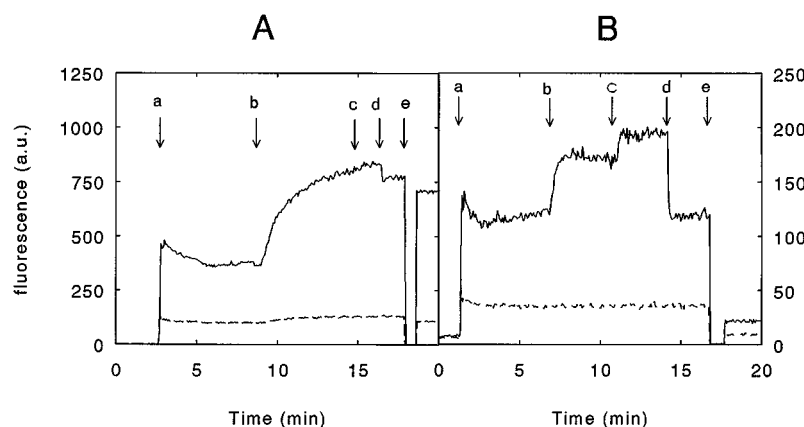 A B
1250 250
a b c d e a b c d e
1000 200
750 150
500 100
250 50
0 0
0 5 10 15 0 5 10 15 20
fluorescence (a.u.)
Time (min) Time (min)